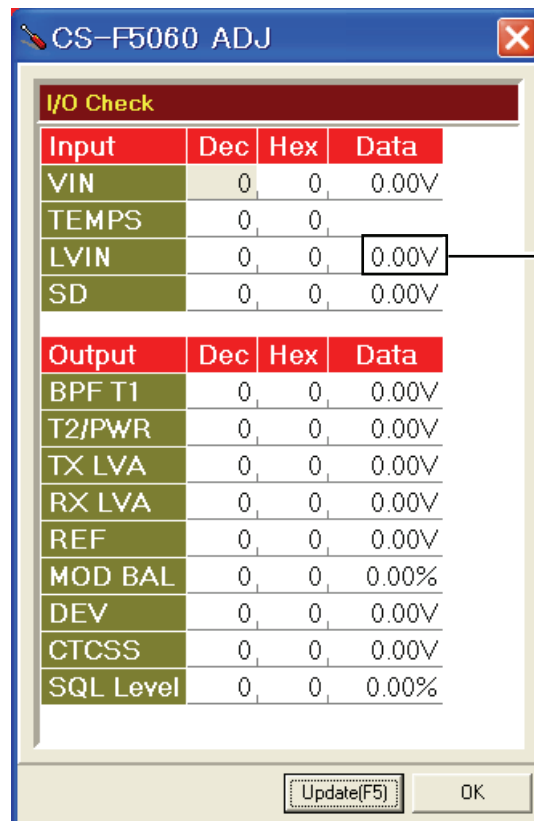 CS-F5060 ADJ
I/O Check
Input Dec Hex Data
VIN 0 0 0.00V
TEMPS 0 0
LVIN 0 0 0.00V
SD 0 0 0.00V
Output Dec Hex Data
BPF T1 0 0 0.00V
T2/PWR 0 0 0.00V
TX LVA 0 0 0.00V
RX LVA 0 0 0.00V
REF 0 0 0.00V
MOD BAL 0 0 0.00%
DEV 0 0 0.00V
CTCSS 0 0 0.00V
SQL Level 0 0 0.00%
Update(F5) OK